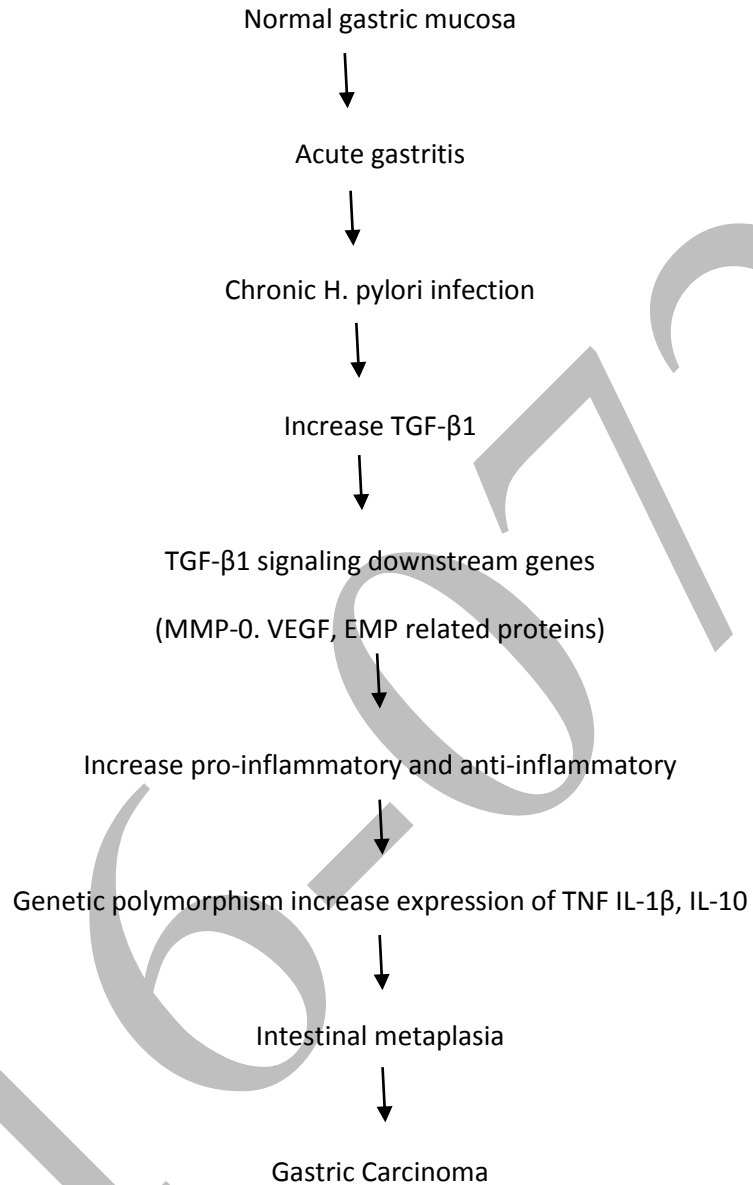 Normal gastric mucosa
Acute gastritis
Chronic H. pylori infection
Increase TGF-β1
TGF-β1 signaling downstream genes
(MMP-0. VEGF, EMP related proteins)
Increase pro-inflammatory and anti-inflammatory
Genetic polymorphism increase expression of TNF IL-1β, IL-10
Intestinal metaplasia
Gastric Carcinoma